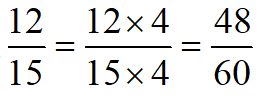 12/15 = 12×4/15×4 = 48/60